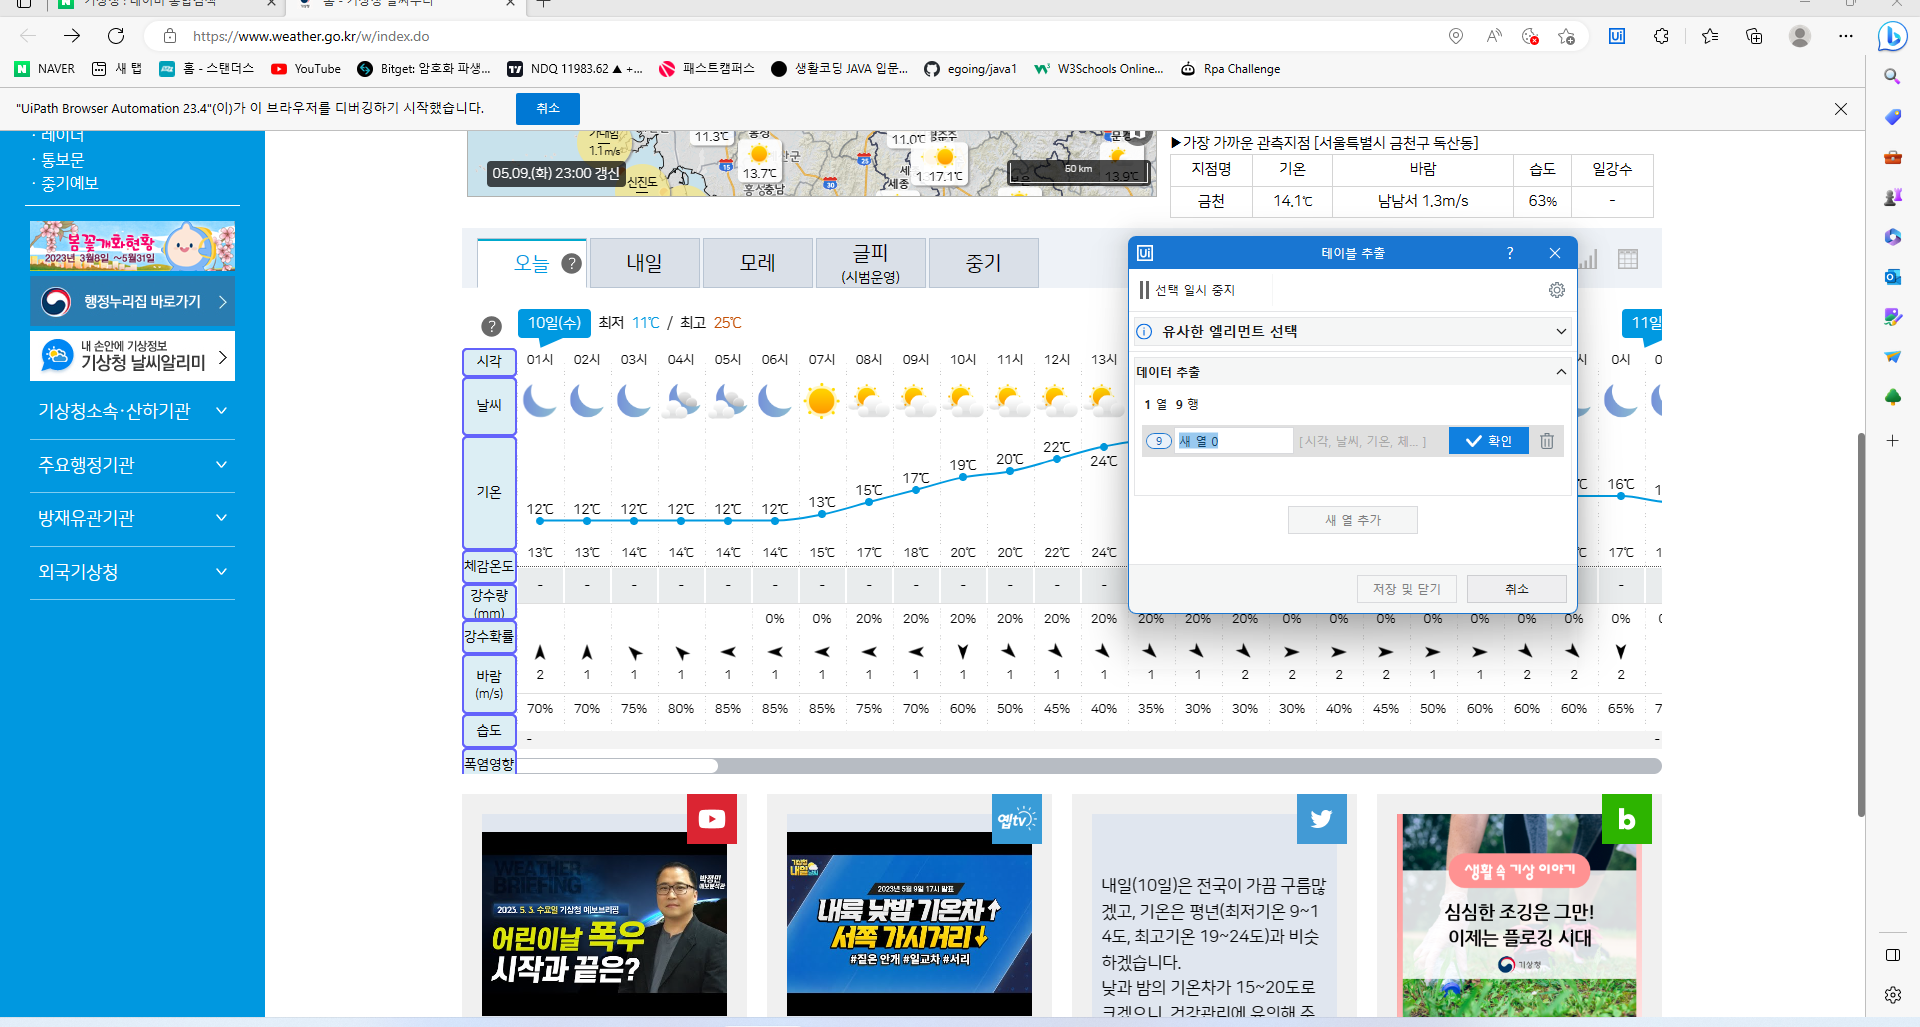 https://www.weather.go.kr/w/index.do
NAVER
새 탭
홈 - 스탠더스
YouTube
Bitget: 암호화 파생...
NDQ 11983.62 ▲ +...
패스트캠퍼스
생활코딩 JAVA 입문...
egoing/java1
W3Schools Online...
Rpa Challenge
"UiPath Browser Automation 23.4"(이)가 이 브라우저를 디버깅하기 시작했습니다.
취소
· 레이더
· 통보문
· 중기예보
봄꽃개화현황
2023년 3월8일 ~5월31일
행정누리집 바로가기
내 손안에 기상정보
기상청 날씨알리미
기상청소속·산하기관
주요행정기관
방재유관기관
외국기상청
11.3℃
1.1m/s
05.09.(화) 23:00 갱신
신진도
13.7℃
홍성충남
11.0℃
17.1℃
세종
50 km
13.9℃
▶가장 가까운 관측지점 [서울특별시 금천구 독산동]
지점명 기온 바람 습도 일강수
금천 14.1℃ 남남서 1.3m/s 63% -
오늘 ?
내일
모레
글피
(시범운영)
중기
? 10일(수) 최저 11℃ / 최고 25℃
11일
시각 01시 02시 03시 04시 05시 06시 07시 08시 09시 10시 11시 12시 13시 시 0시
날씨
기온
12℃ 12℃ 12℃ 12℃ 12℃ 12℃ 13℃ 15℃ 17℃ 19℃ 20℃ 22℃ 24℃ ℃ 16℃
체감온도 13℃ 13℃ 14℃ 14℃ 14℃ 14℃ 15℃ 17℃ 18℃ 20℃ 20℃ 22℃ 24℃ ℃ 17℃
강수량
(mm)
- - - - - - - - - - - - - -
강수확률 0% 0% 20% 20% 20% 20% 20% 20% 20% 20% 20% 0% 0% 0% 0% 0% 0% 0% 0%
바람
(m/s)
2 1 1 1 1 1 1 1 1 1 1 1 1 1 1 2 2 2 2 1 1 2 2 2
습도 70% 70% 75% 80% 85% 85% 85% 75% 70% 60% 50% 45% 40% 35% 30% 30% 30% 40% 45% 50% 60% 60% 60% 65% 7
폭염영향 - -
Ui 테이블 추출 ?
선택 일시 중지
유사한 엘리먼트 선택
데이터 추출
1 열 9 행
9 새 열 0 [시각, 날씨, 기온, 체... ] 확인
새 열 추가
저장 및 닫기
취소
WEATHER
BRIEFING
박정민
예보분석관
2023. 5. 3. 수요일 기상청 예보브리핑
어린이날 폭우
시작과 끝은?
옙tv
기상청
내일날씨
2023년 5월 9일 17시 발표
내륙 낮밤 기온차↑
서쪽 가시거리↓
#짙은 안개 #일교차 #서리
내일(10일)은 전국이 가끔 구름많
겠고, 기온은 평년(최저기온 9~1
4도, 최고기온 19~24도)과 비슷
하겠습니다.
낮과 밤의 기온차가 15~20도로
크겠으니, 건강관리에 유의해 주
b
생활 속 기상 이야기
심심한 조깅은 그만!
이제는 플로깅 시대
기상청